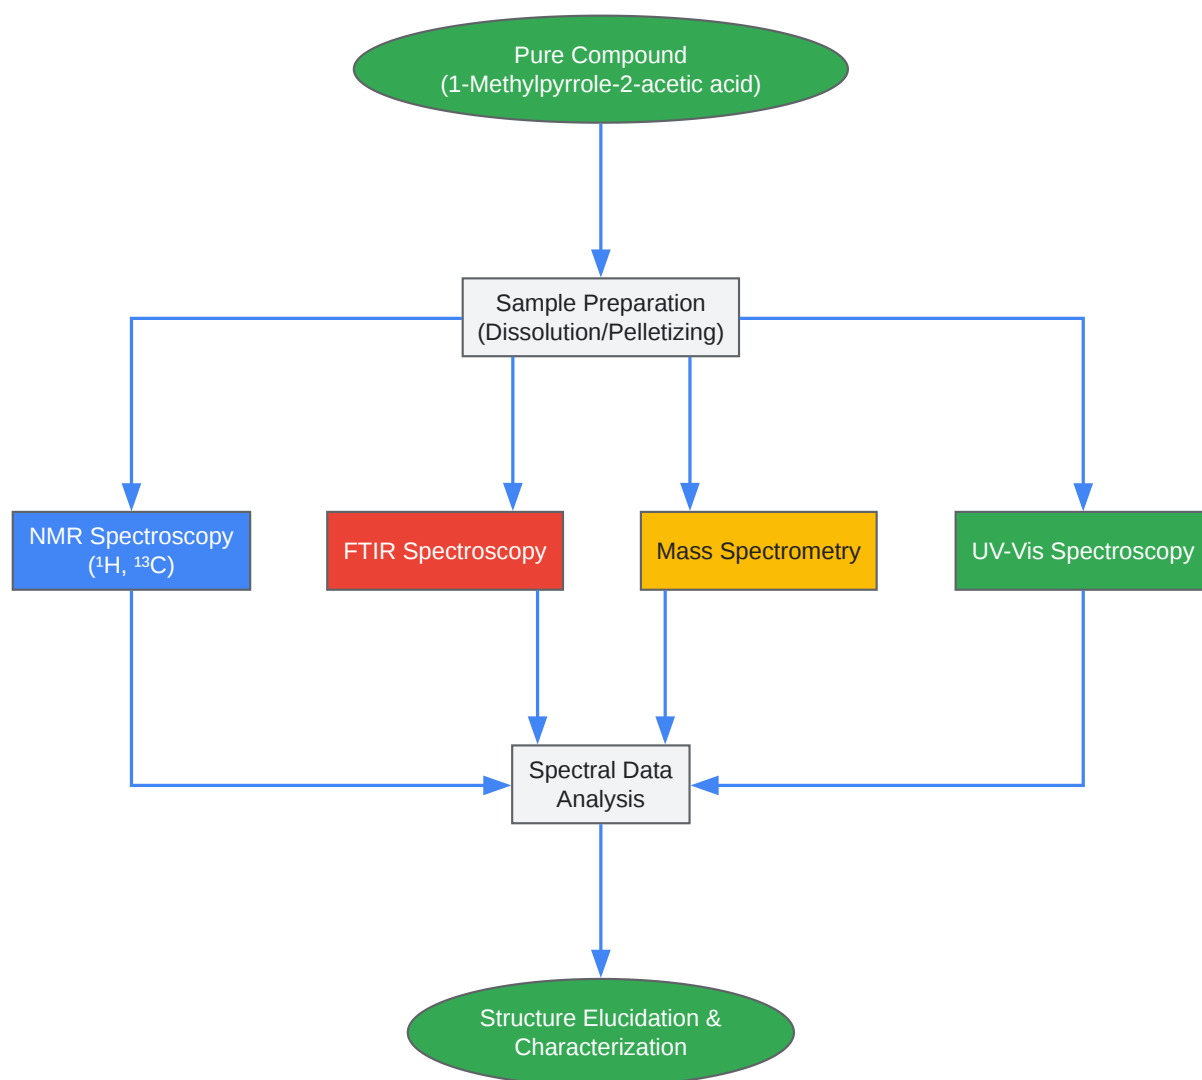 Pure Compound
(1-Methylpyrrole-2-acetic acid)
Sample Preparation
(Dissolution/Pelletizing)
NMR Spectroscopy
(¹H, ¹³C)
FTIR Spectroscopy
Mass Spectrometry
UV-Vis Spectroscopy
Spectral Data
Analysis
Structure Elucidation &
Characterization